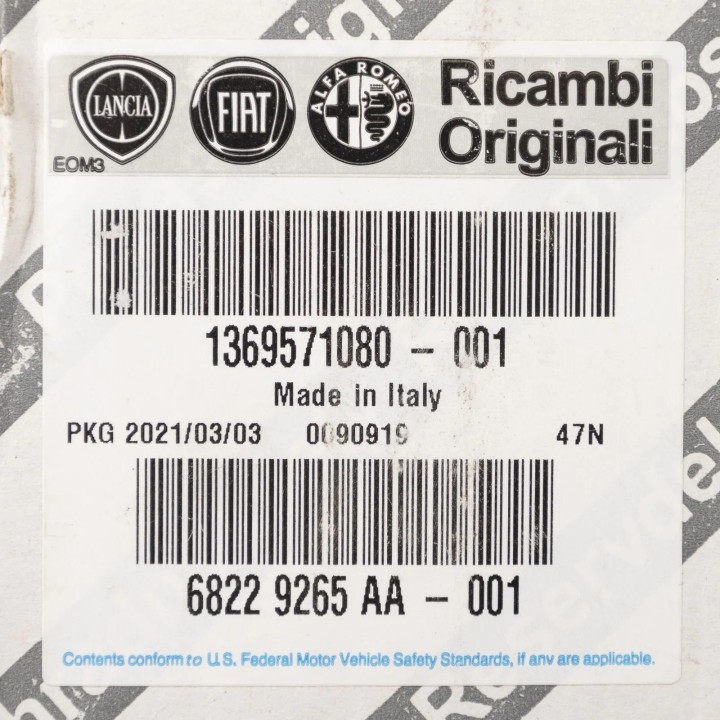 LANCIA
FIAT
ALFA ROMEO
Ricambi
Originali
EOM3
1369571080 - 001
Made in Italy
PKG 2021/03/03 0090919 47N
6822 9265 AA - 001
Contents conform to U.S. Federal Motor Vehicle Safety Standards, if any are applicable.